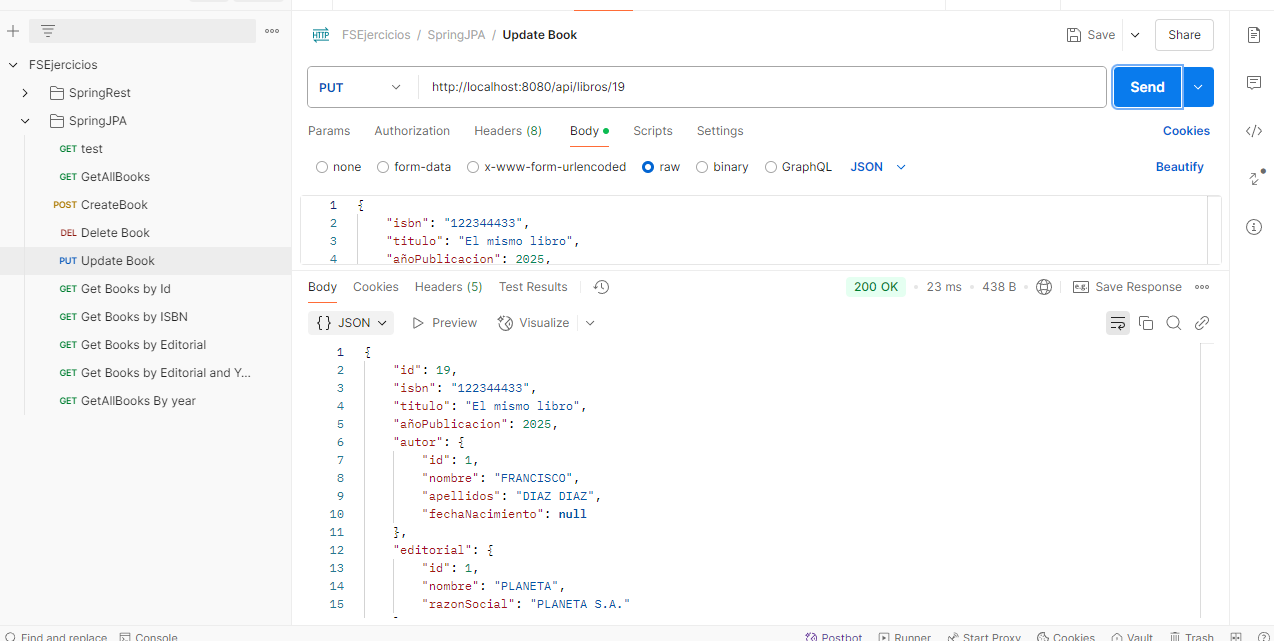 FSEjercicios / SpringJPA / Update Book
Save
Share
FSEjercicios
SpringRest
SpringJPA
GET test
GET GetAllBooks
POST CreateBook
DEL Delete Book
PUT Update Book
GET Get Books by Id
GET Get Books by ISBN
GET Get Books by Editorial
GET Get Books by Editorial and Y...
GET GetAllBooks By year
PUT
http://localhost:8080/api/libros/19
Send
Params Authorization Headers (8) Body Scripts Settings Cookies
none form-data x-www-form-urlencoded raw binary GraphQL JSON Beautify
1 {
2 "isbn": "122344433",
3 "titulo": "El mismo libro",
4 "añoPublicacion": 2025,
Body Cookies Headers (5) Test Results 200 OK 23 ms 438 B e.g. Save Response
{} JSON Preview Visualize
1 {
2 "id": 19,
3 "isbn": "122344433",
4 "titulo": "El mismo libro",
5 "añoPublicacion": 2025,
6 "autor": {
7 "id": 1,
8 "nombre": "FRANCISCO",
9 "apellidos": "DIAZ DIAZ",
10 "fechaNacimiento": null
11 },
12 "editorial": {
13 "id": 1,
14 "nombre": "PLANETA",
15 "razonSocial": "PLANETA S.A."
Find and replace Console Postbot Runner Start Proxy Cookies Vault Trash